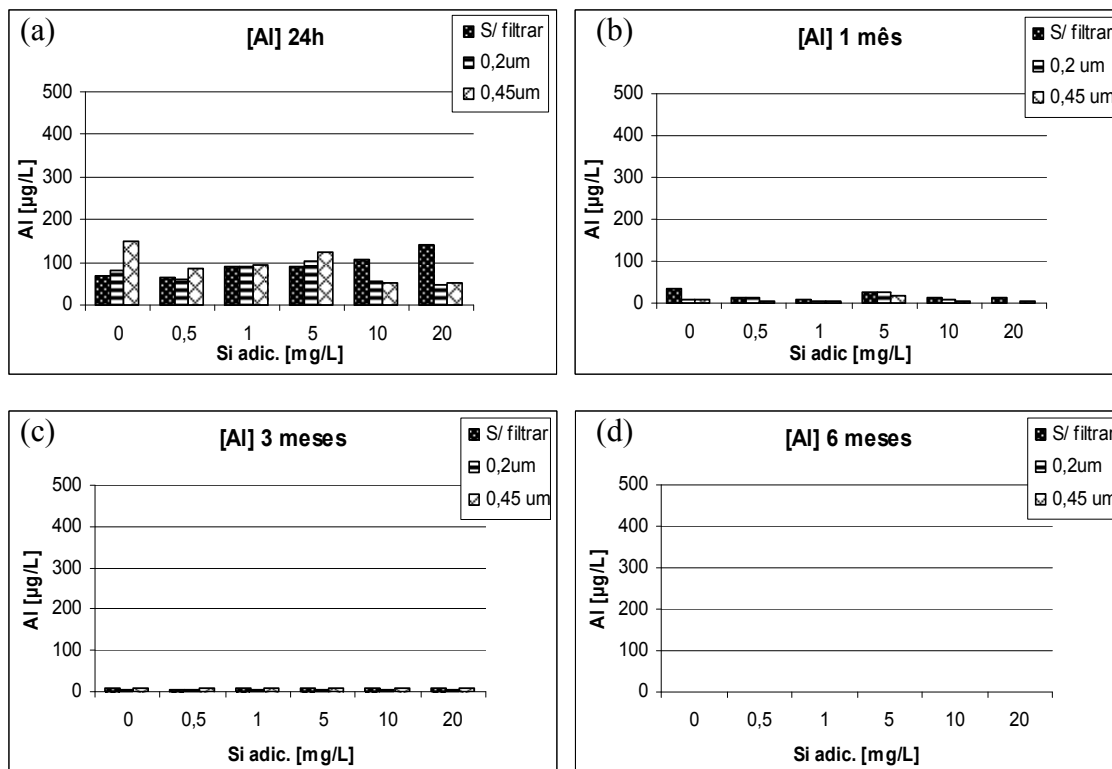 (a)
[Al] 24h
S/ filtrar
0,2um
0,45um
500
400
300
200
100
0
Al [µg/L]
0 0,5 1 5 10 20
Si adic. [mg/L]
(b)
[Al] 1 mês
S/ filtrar
0,2 um
0,45 um
500
400
300
200
100
0
Al [µg/L]
0 0,5 1 5 10 20
Si adic [mg/L]
(c)
[Al] 3 meses
S/ filtrar
0,2um
0,45 um
500
400
300
200
100
0
Al [µg/L]
0 0,5 1 5 10 20
Si adic. [mg/L]
(d)
[Al] 6 meses
S/ filtrar
0,2um
0,45 um
500
400
300
200
100
0
Al [µg/L]
0 0,5 1 5 10 20
Si adic. [mg/L]